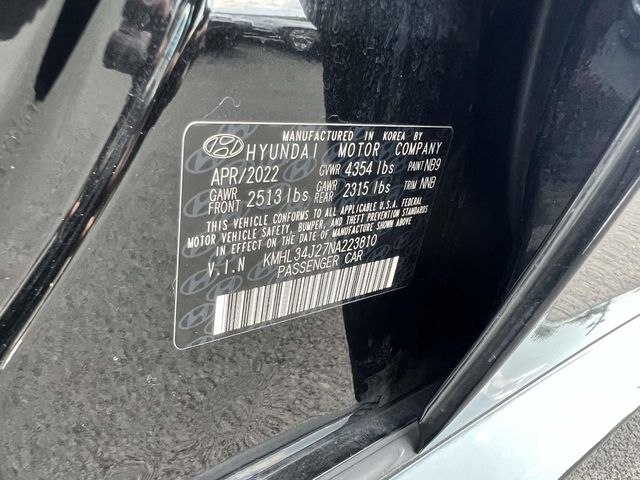 MANUFACTURED IN KOREA BY
HYUNDAI MOTOR COMPANY
APR/2022 GVWR 4354 lbs PAINT NB9
GAWR FRONT 2513 lbs GAWR REAR 2315 lbs TRIM NNB
THIS VEHICLE CONFORMS TO ALL APPLICABLE U.S.A. FEDERAL
MOTOR VEHICLE SAFETY, BUMPER, AND THEFT PREVENTION STANDARDS
IN EFFECT ON THE DATE OF MANUFACTURE SHOWN ABOVE
V.I.N KMHL34J27NA223810
PASSENGER CAR